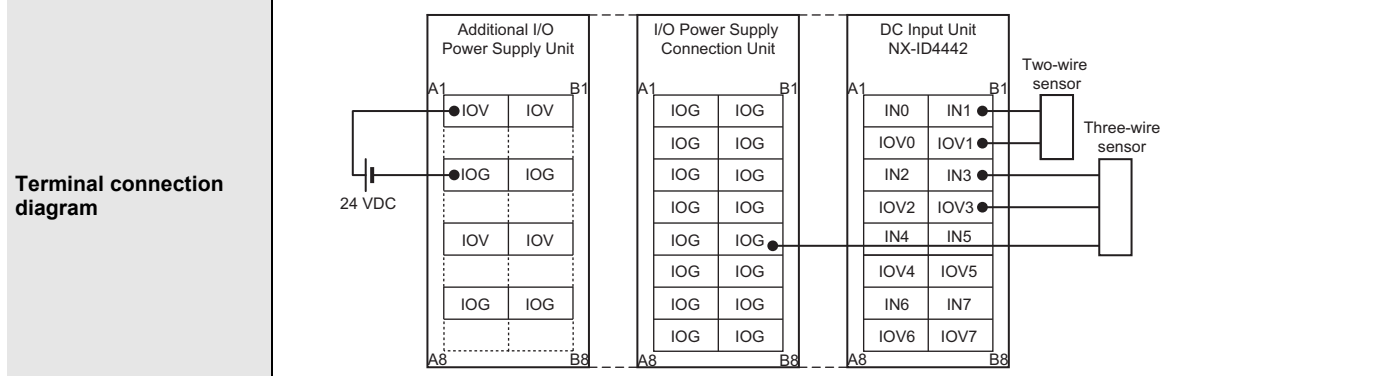 Terminal connection
diagram
Additional I/O
Power Supply Unit
I/O Power Supply
Connection Unit
DC Input Unit
NX-ID4442
Two-wire
sensor
Three-wire
sensor
24 VDC
A1 B1 A1 B1 A1 B1
IOV IOV IOG IOG IN0 IN1
IOG IOG IOV0 IOV1
IOG IOG IOG IOG IN2 IN3
IOG IOG IOV2 IOV3
IOV IOV IOG IOG IN4 IN5
IOG IOG IOV4 IOV5
IOG IOG IOG IOG IN6 IN7
IOG IOG IOV6 IOV7
A8 B8 A8 B8 A8 B8